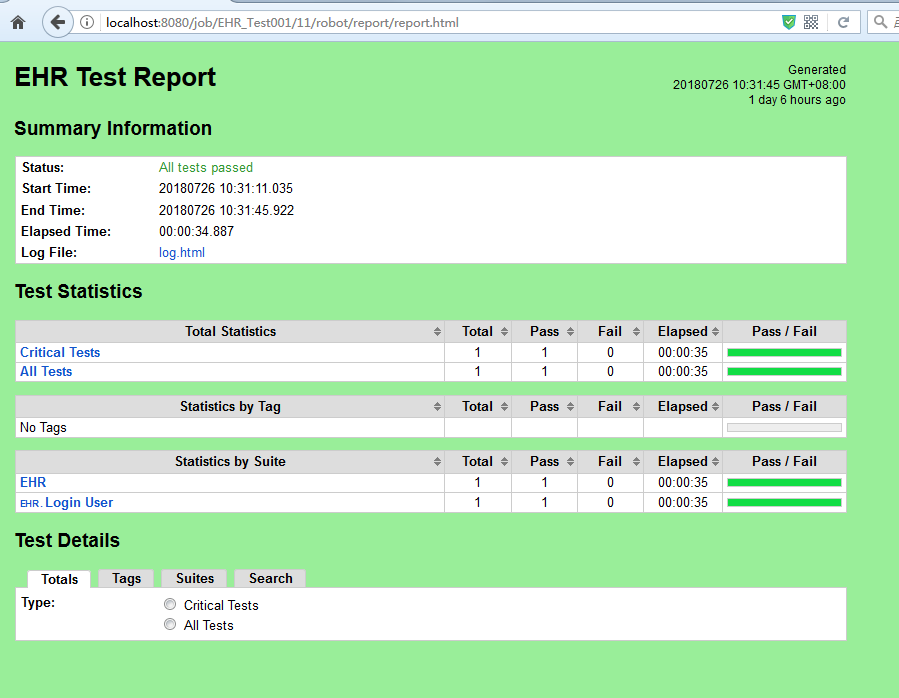 localhost:8080/job/EHR_Test001/11/robot/report/report.html
EHR Test Report
Generated
20180726 10:31:45 GMT+08:00
1 day 6 hours ago
Summary Information
Status: All tests passed
Start Time: 20180726 10:31:11.035
End Time: 20180726 10:31:45.922
Elapsed Time: 00:00:34.887
Log File: log.html
Test Statistics
Total Statistics Total Pass Fail Elapsed Pass / Fail
Critical Tests 1 1 0 00:00:35
All Tests 1 1 0 00:00:35
Statistics by Tag Total Pass Fail Elapsed Pass / Fail
No Tags
Statistics by Suite Total Pass Fail Elapsed Pass / Fail
EHR 1 1 0 00:00:35
EHR . Login User 1 1 0 00:00:35
Test Details
Totals Tags Suites Search
Type: Critical Tests
All Tests